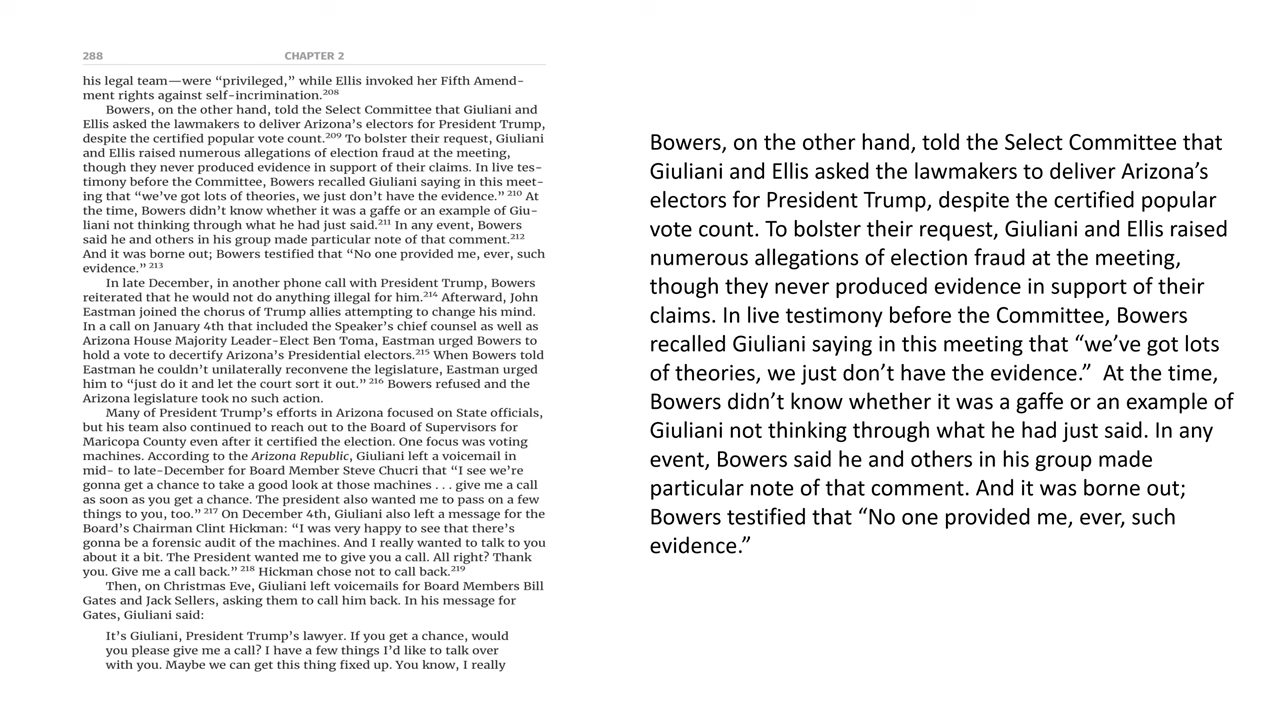 288 CHAPTER 2
his legal team—were “privileged,” while Ellis invoked her Fifth Amend-
ment rights against self-incrimination.208
Bowers, on the other hand, told the Select Committee that Giuliani and
Ellis asked the lawmakers to deliver Arizona’s electors for President Trump,
despite the certified popular vote count.209 To bolster their request, Giuliani
and Ellis raised numerous allegations of election fraud at the meeting,
though they never produced evidence in support of their claims. In live tes-
timony before the Committee, Bowers recalled Giuliani saying in this meet-
ing that “we’ve got lots of theories, we just don’t have the evidence.” 210 At
the time, Bowers didn’t know whether it was a gaffe or an example of Giu-
liani not thinking through what he had just said.211 In any event, Bowers
said he and others in his group made particular note of that comment.212
And it was borne out; Bowers testified that “No one provided me, ever, such
evidence.” 213
In late December, in another phone call with President Trump, Bowers
reiterated that he would not do anything illegal for him.214 Afterward, John
Eastman joined the chorus of Trump allies attempting to change his mind.
In a call on January 4th that included the Speaker’s chief counsel as well as
Arizona House Majority Leader-Elect Ben Toma, Eastman urged Bowers to
hold a vote to decertify Arizona’s Presidential electors.215 When Bowers told
Eastman he couldn’t unilaterally reconvene the legislature, Eastman urged
him to “just do it and let the court sort it out.” 216 Bowers refused and the
Arizona legislature took no such action.
Many of President Trump’s efforts in Arizona focused on State officials,
but his team also continued to reach out to the Board of Supervisors for
Maricopa County even after it certified the election. One focus was voting
machines. According to the Arizona Republic, Giuliani left a voicemail in
mid- to late-December for Board Member Steve Chucri that “I see we’re
gonna get a chance to take a good look at those machines . . . give me a call
as soon as you get a chance. The president also wanted me to pass on a few
things to you, too.” 217 On December 4th, Giuliani also left a message for the
Board’s Chairman Clint Hickman: “I was very happy to see that there’s
gonna be a forensic audit of the machines. And I really wanted to talk to you
about it a bit. The President wanted me to give you a call. All right? Thank
you. Give me a call back.” 218 Hickman chose not to call back.219
Then, on Christmas Eve, Giuliani left voicemails for Board Members Bill
Gates and Jack Sellers, asking them to call him back. In his message for
Gates, Giuliani said:
It’s Giuliani, President Trump’s lawyer. If you get a chance, would
you please give me a call? I have a few things I’d like to talk over
with you. Maybe we can get this thing fixed up. You know, I really
Bowers, on the other hand, told the Select Committee that
Giuliani and Ellis asked the lawmakers to deliver Arizona’s
electors for President Trump, despite the certified popular
vote count. To bolster their request, Giuliani and Ellis raised
numerous allegations of election fraud at the meeting,
though they never produced evidence in support of their
claims. In live testimony before the Committee, Bowers
recalled Giuliani saying in this meeting that “we’ve got lots
of theories, we just don’t have the evidence.”  At the time,
Bowers didn’t know whether it was a gaffe or an example of
Giuliani not thinking through what he had just said. In any
event, Bowers said he and others in his group made
particular note of that comment. And it was borne out;
Bowers testified that “No one provided me, ever, such
evidence.”